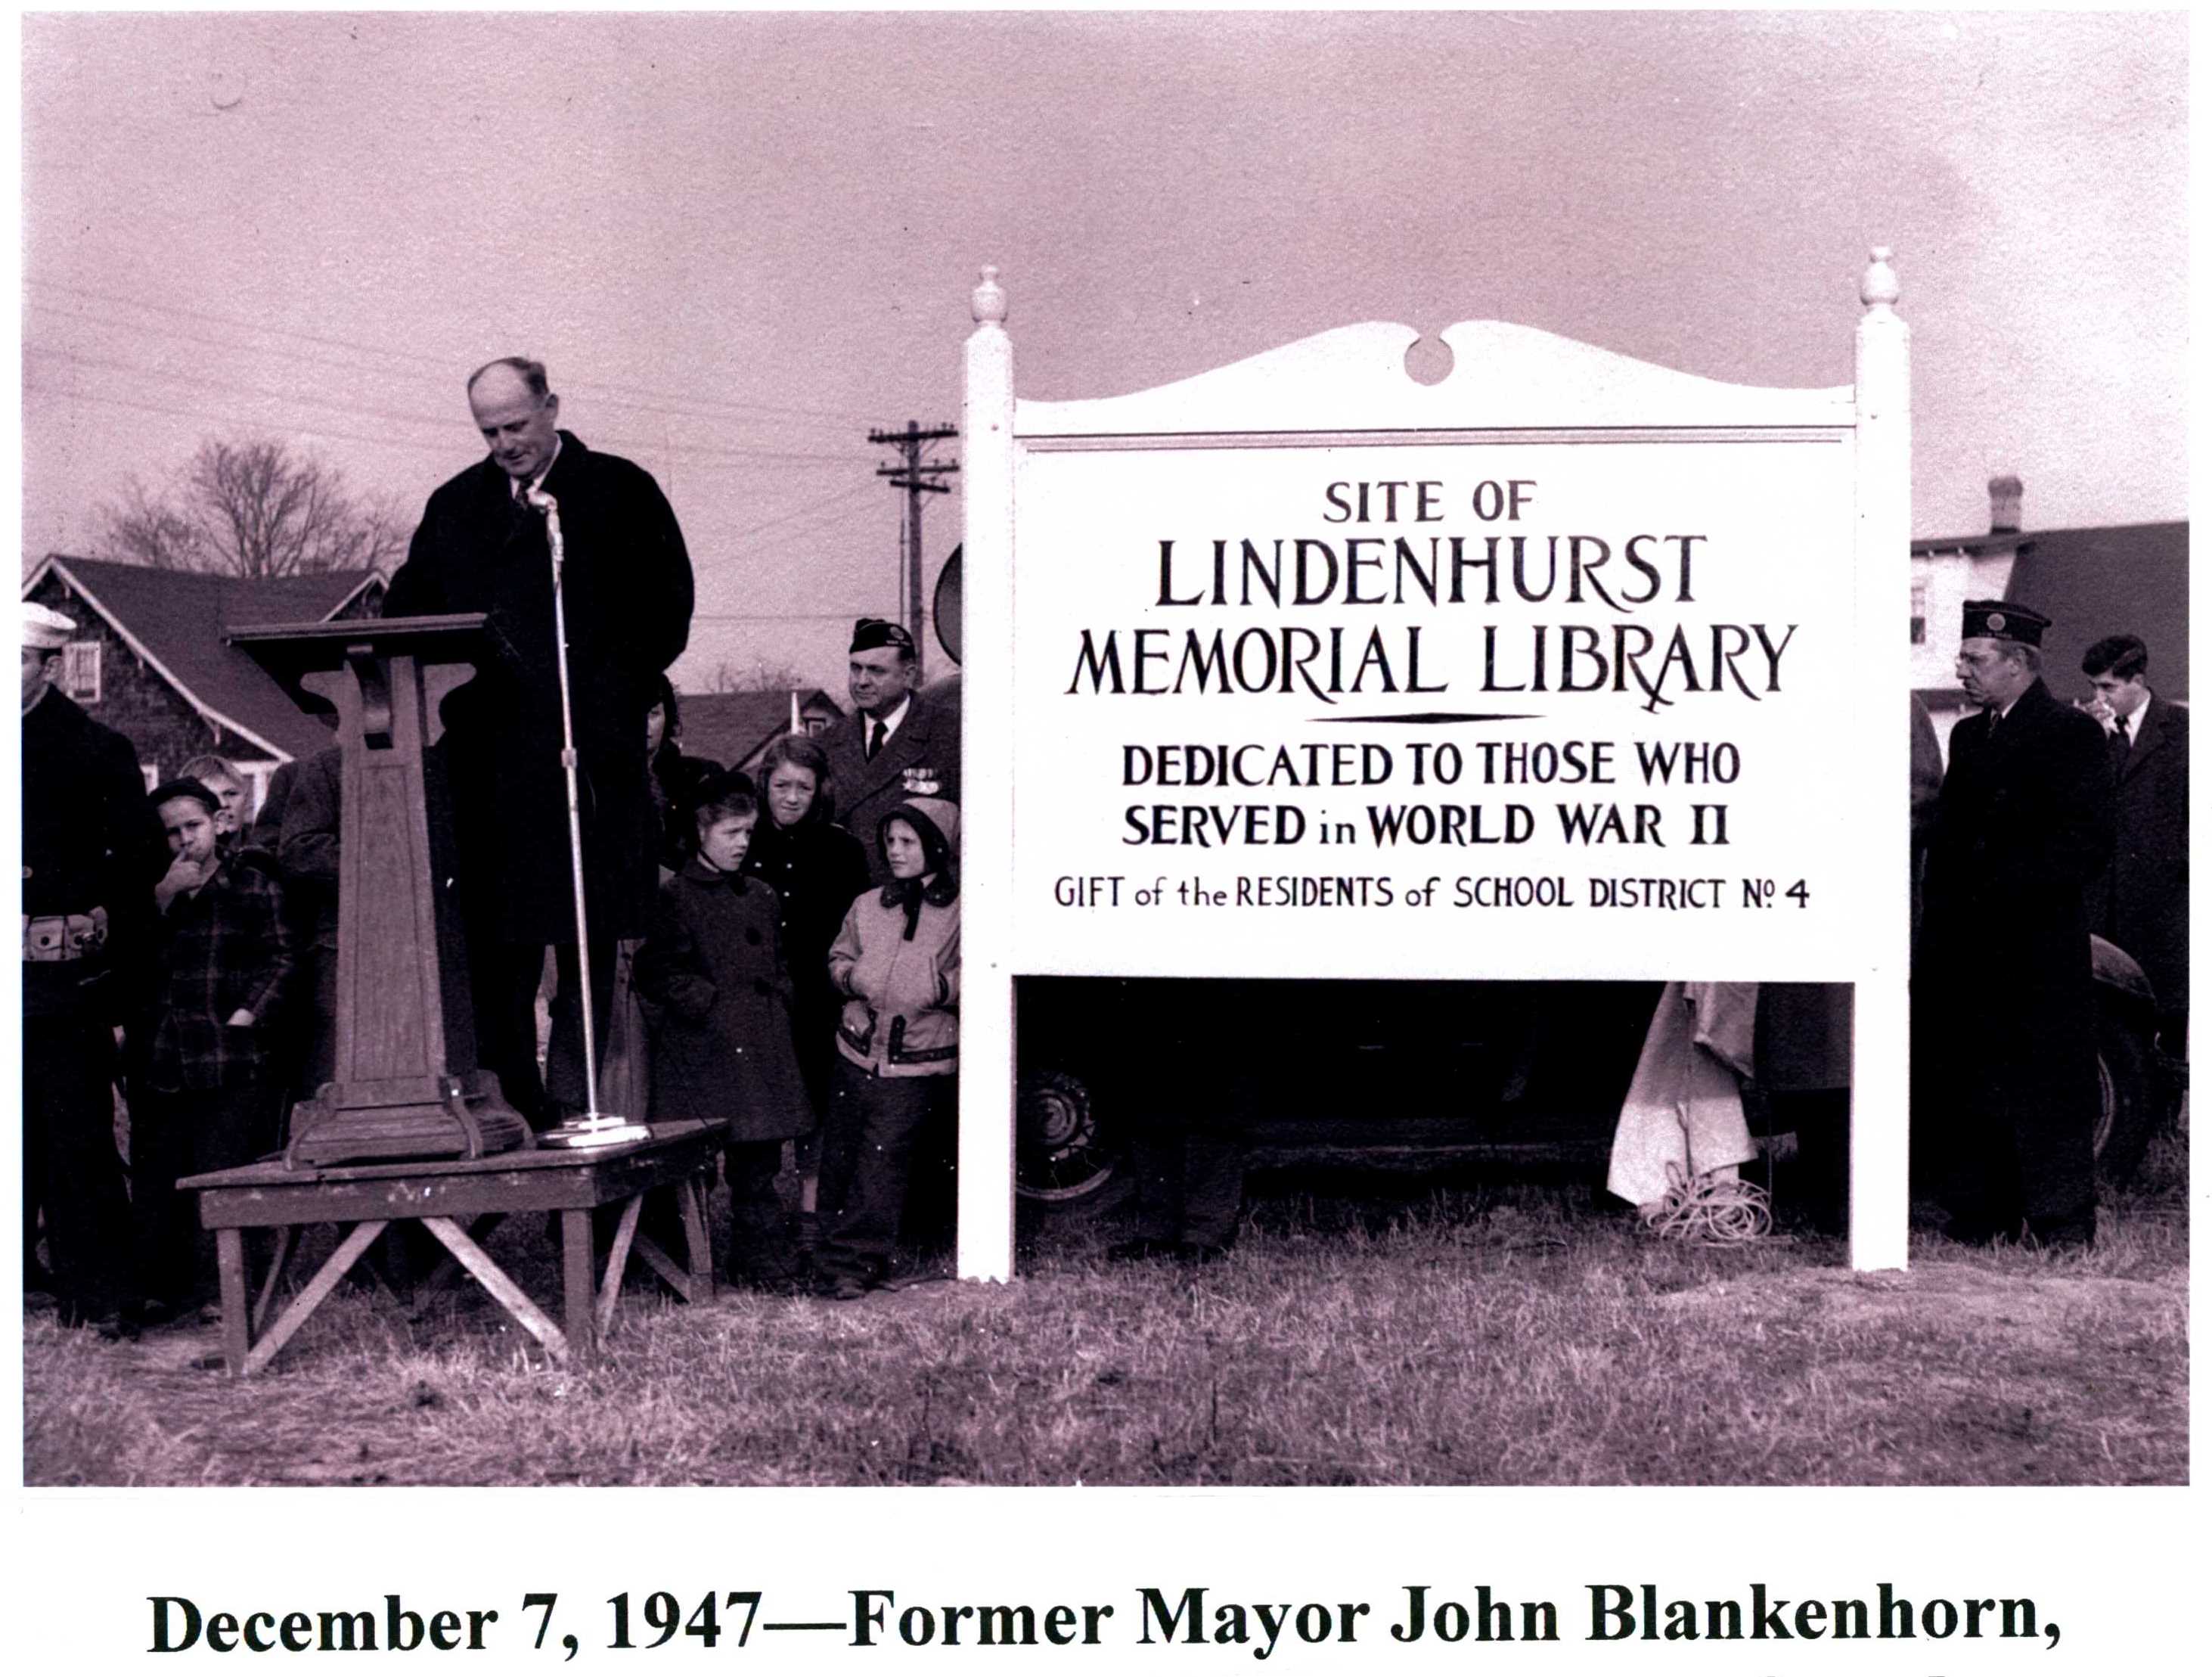 SITE OF
LINDENHURST
MEMORIAL LIBRARY
DEDICATED TO THOSE WHO
SERVED in WORLD WAR II
GIFT of the RESIDENTS of SCHOOL DISTRICT Nº 4
December 7, 1947—Former Mayor John Blankenhorn,